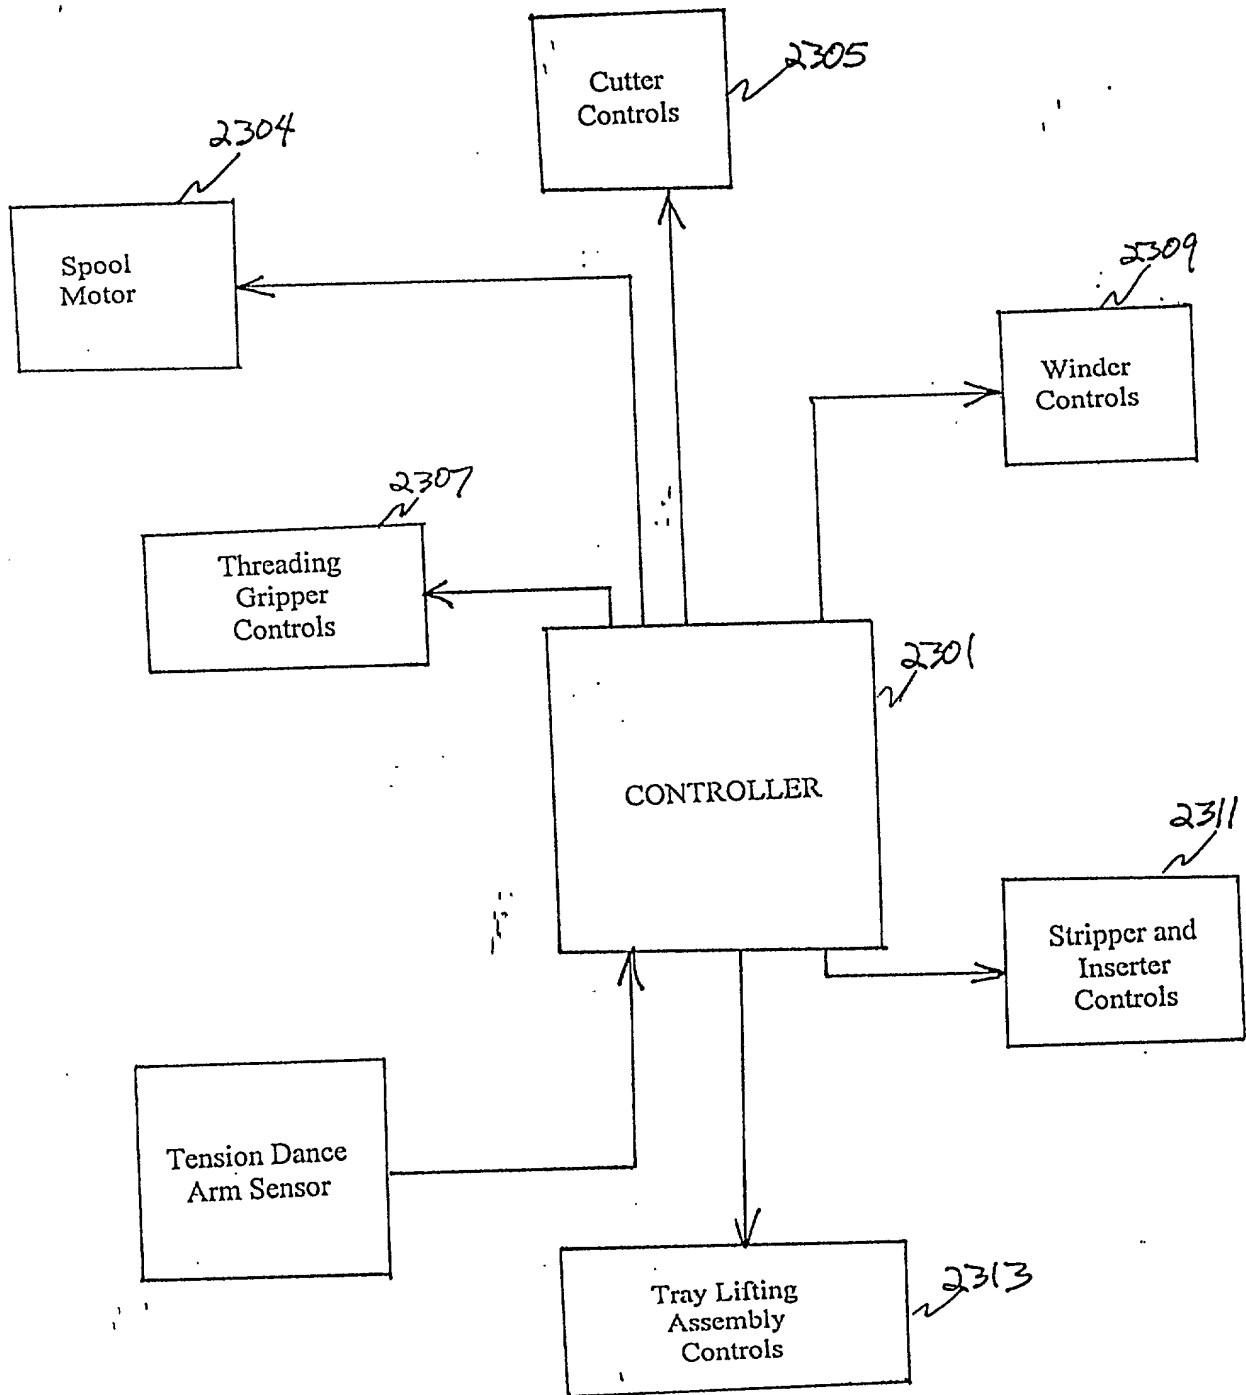 2305
Cutter
Controls
2304
Spool
Motor
2309
Winder
Controls
2307
Threading
Gripper
Controls
2301
CONTROLLER
2311
Stripper and
Inserter
Controls
Tension Dance
Arm Sensor
Tray Lifting
Assembly
Controls
2313